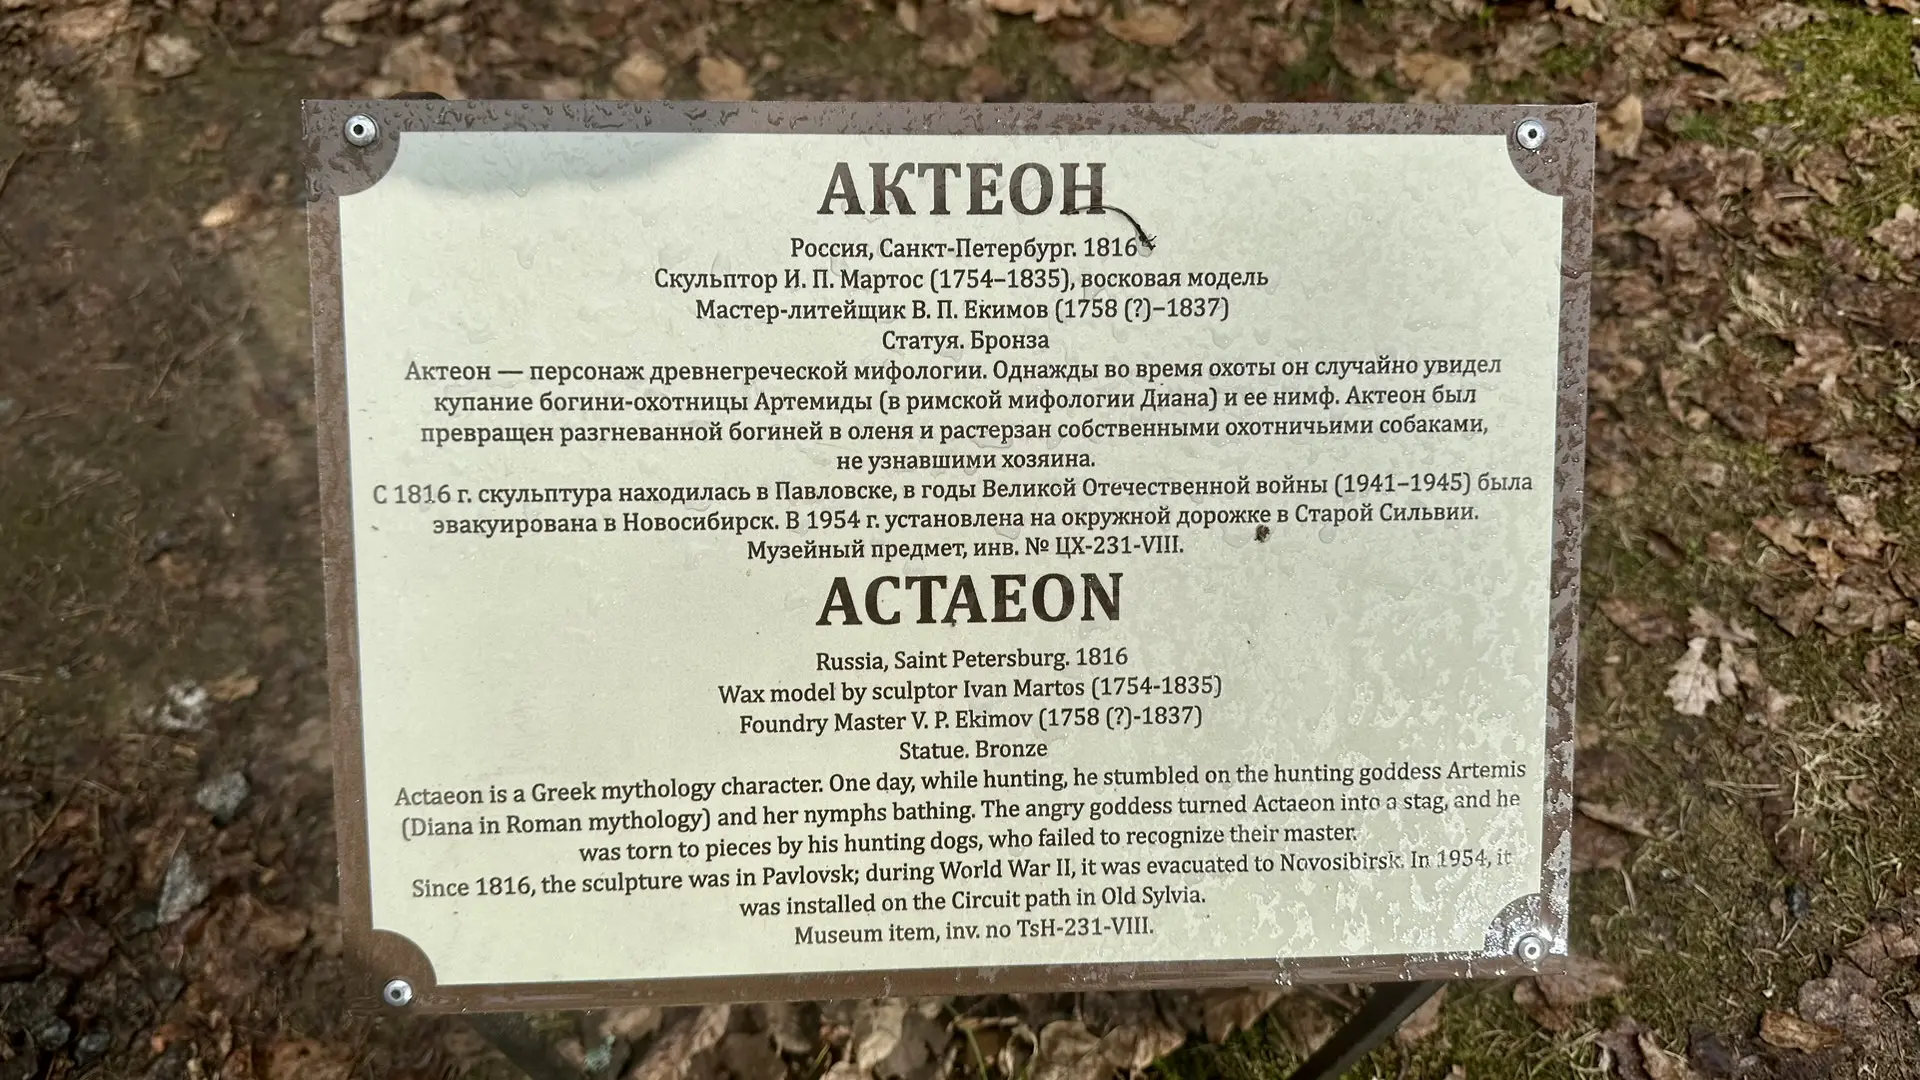 АКТЕОН
Россия, Санкт-Петербург. 1816
Скульптор И. П. Мартос (1754–1835), восковая модель
Мастер-литейщик В. П. Екимов (1758 (?)–1837)
Статуя. Бронза
Актеон — персонаж древнегреческой мифологии. Однажды во время охоты он случайно увидел
купание богини-охотницы Артемиды (в римской мифологии Диана) и ее нимф. Актеон был
превращен разгневанной богиней в оленя и растерзан собственными охотничьими собаками,
не узнавшими хозяина.
С 1816 г. скульптура находилась в Павловске, в годы Великой Отечественной войны (1941–1945) была
эвакуирована в Новосибирск. В 1954 г. установлена на окружной дорожке в Старой Сильвии.
Музейный предмет, инв. № ЦХ-231-VIII.
ACTAEON
Russia, Saint Petersburg. 1816
Wax model by sculptor Ivan Martos (1754-1835)
Foundry Master V. P. Ekimov (1758 (?)-1837)
Statue. Bronze
Actaeon is a Greek mythology character. One day, while hunting, he stumbled on the hunting goddess Artemis
(Diana in Roman mythology) and her nymphs bathing. The angry goddess turned Actaeon into a stag, and he
was torn to pieces by his hunting dogs, who failed to recognize their master.
Since 1816, the sculpture was in Pavlovsk; during World War II, it was evacuated to Novosibirsk. In 1954, it
was installed on the Circuit path in Old Sylvia.
Museum item, inv. no TsH-231-VIII.